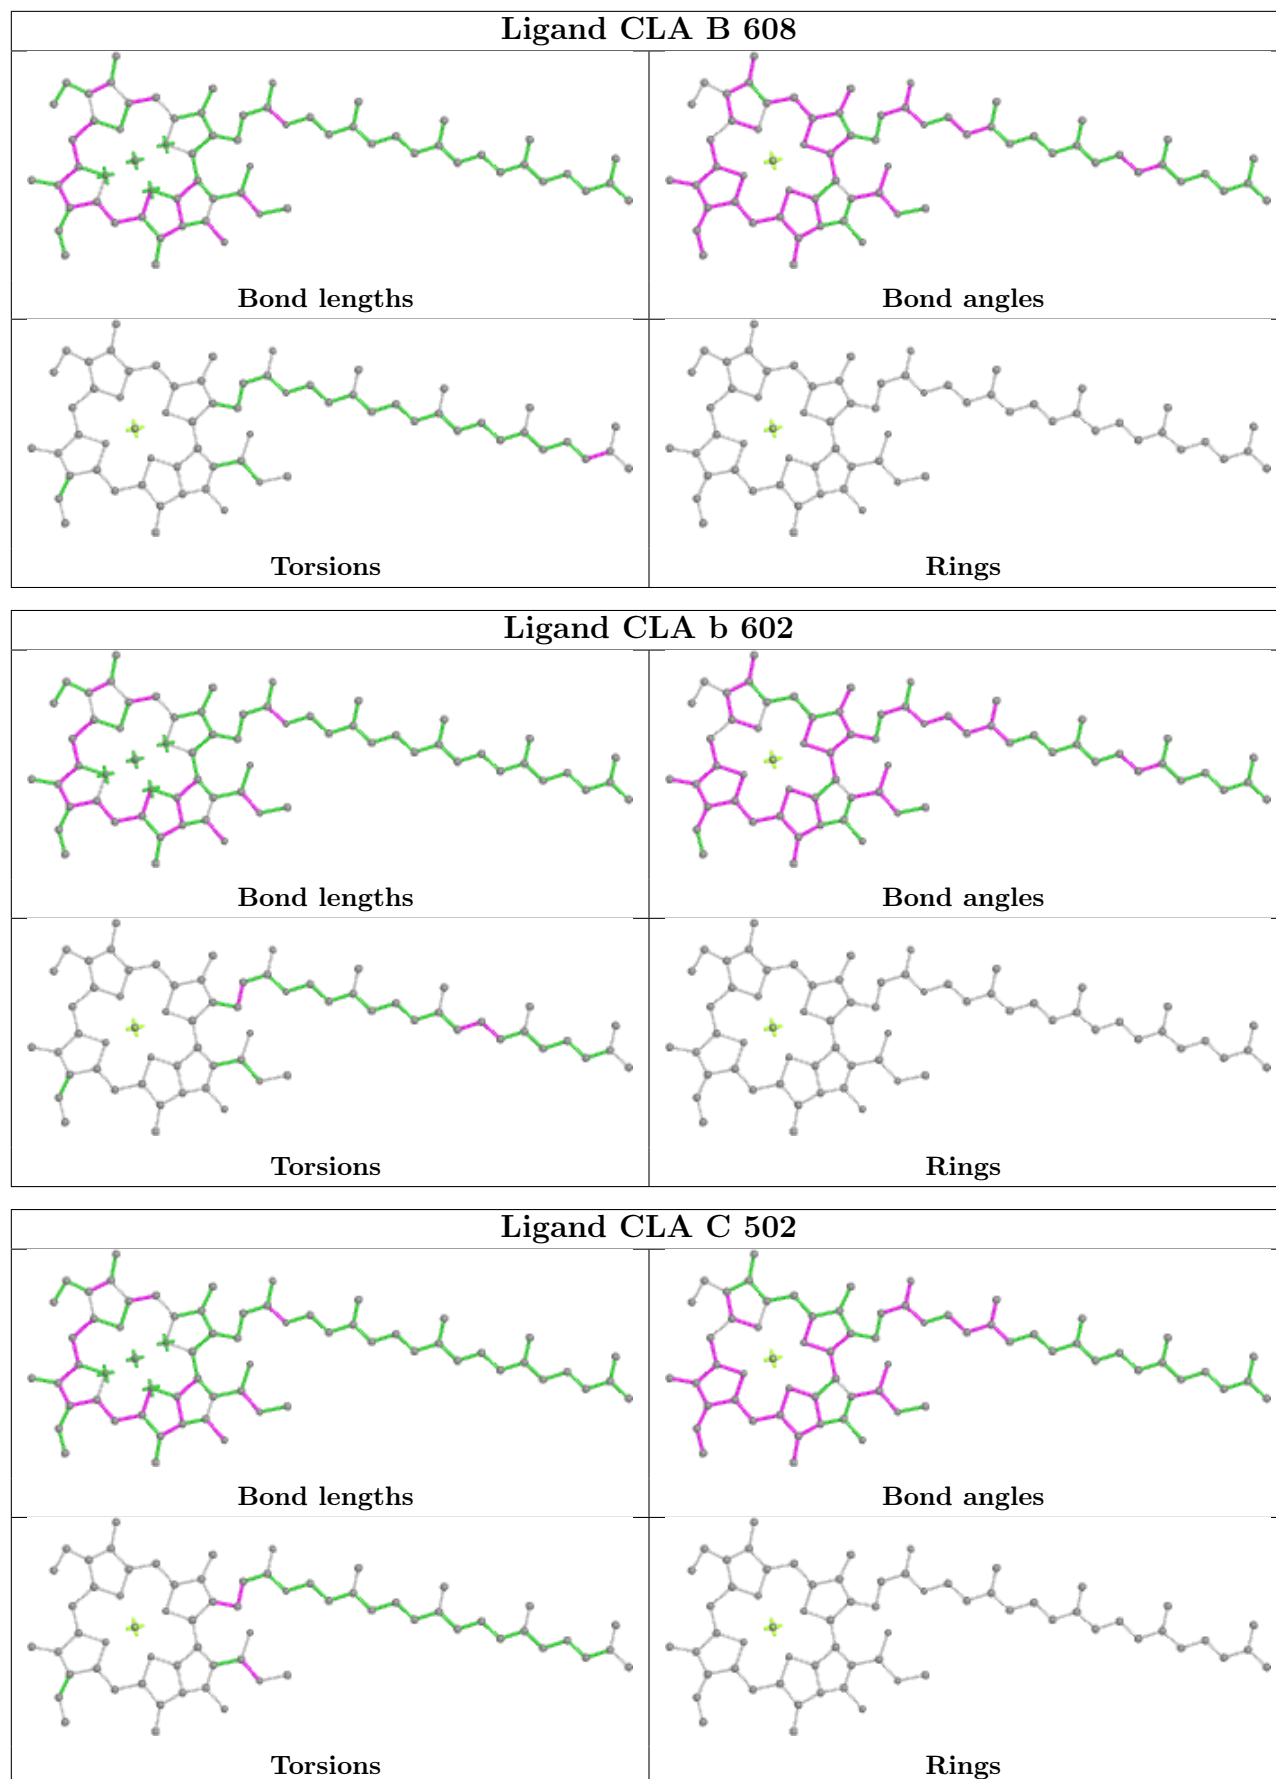 Ligand CLA B 608
Bond lengths
Bond angles
Torsions
Rings
Ligand CLA b 602
Bond lengths
Bond angles
Torsions
Rings
Ligand CLA C 502
Bond lengths
Bond angles
Torsions
Rings